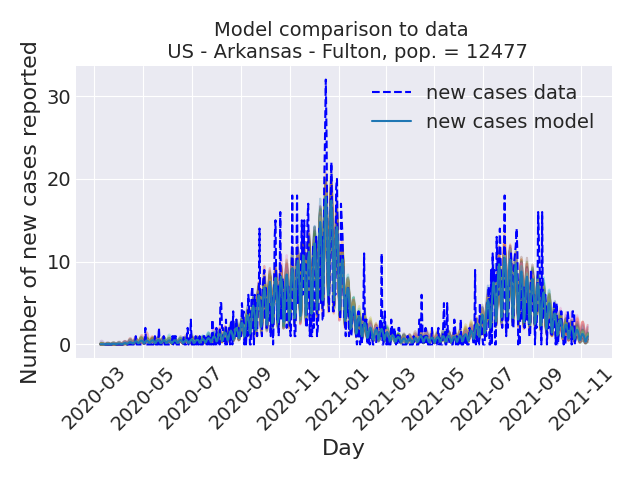 Model comparison to data
US - Arkansas - Fulton, pop. = 12477
Number of new cases reported
30
20
10
0
new cases data
new cases model
2020-03
2020-05
2020-07
2020-09
2020-11
2021-01
2021-03
2021-05
2021-07
2021-09
2021-11
Day